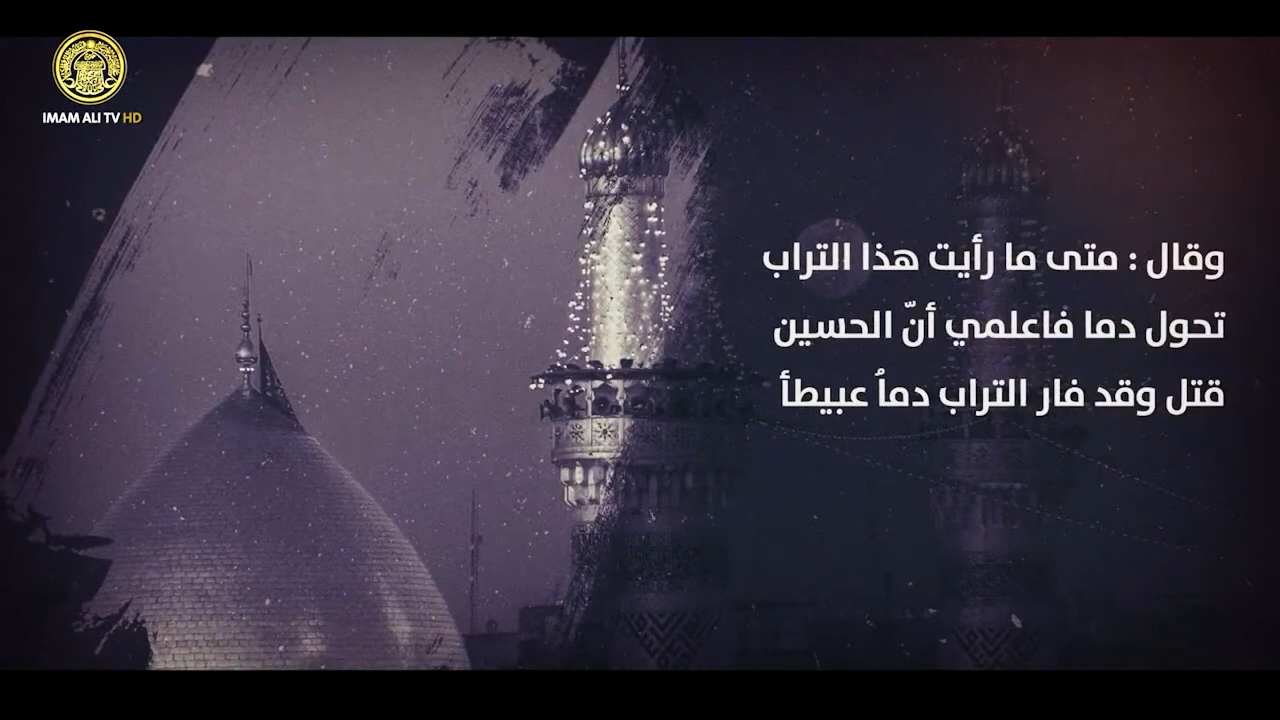 IMAM ALI TV HD
وقال : متى ما رأيت هذا التراب
تحول دما فاعلمي أنّ الحسين
قتل وقد فار التراب دماُ عبيطأ